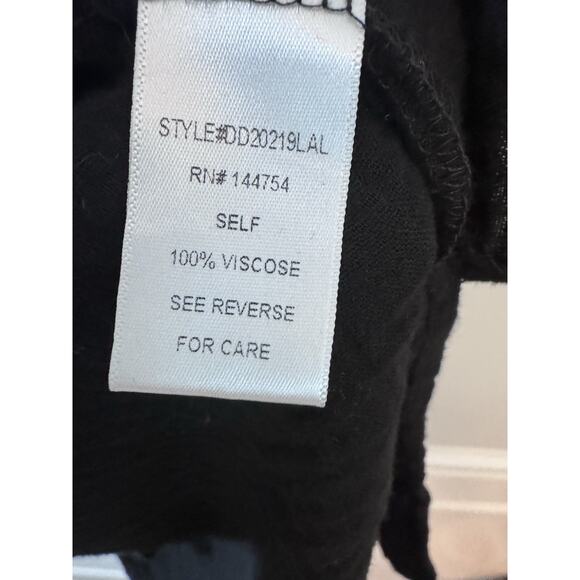 STYLE#DD20219LAL
RN# 144754
SELF
100% VISCOSE
SEE REVERSE
FOR CARE